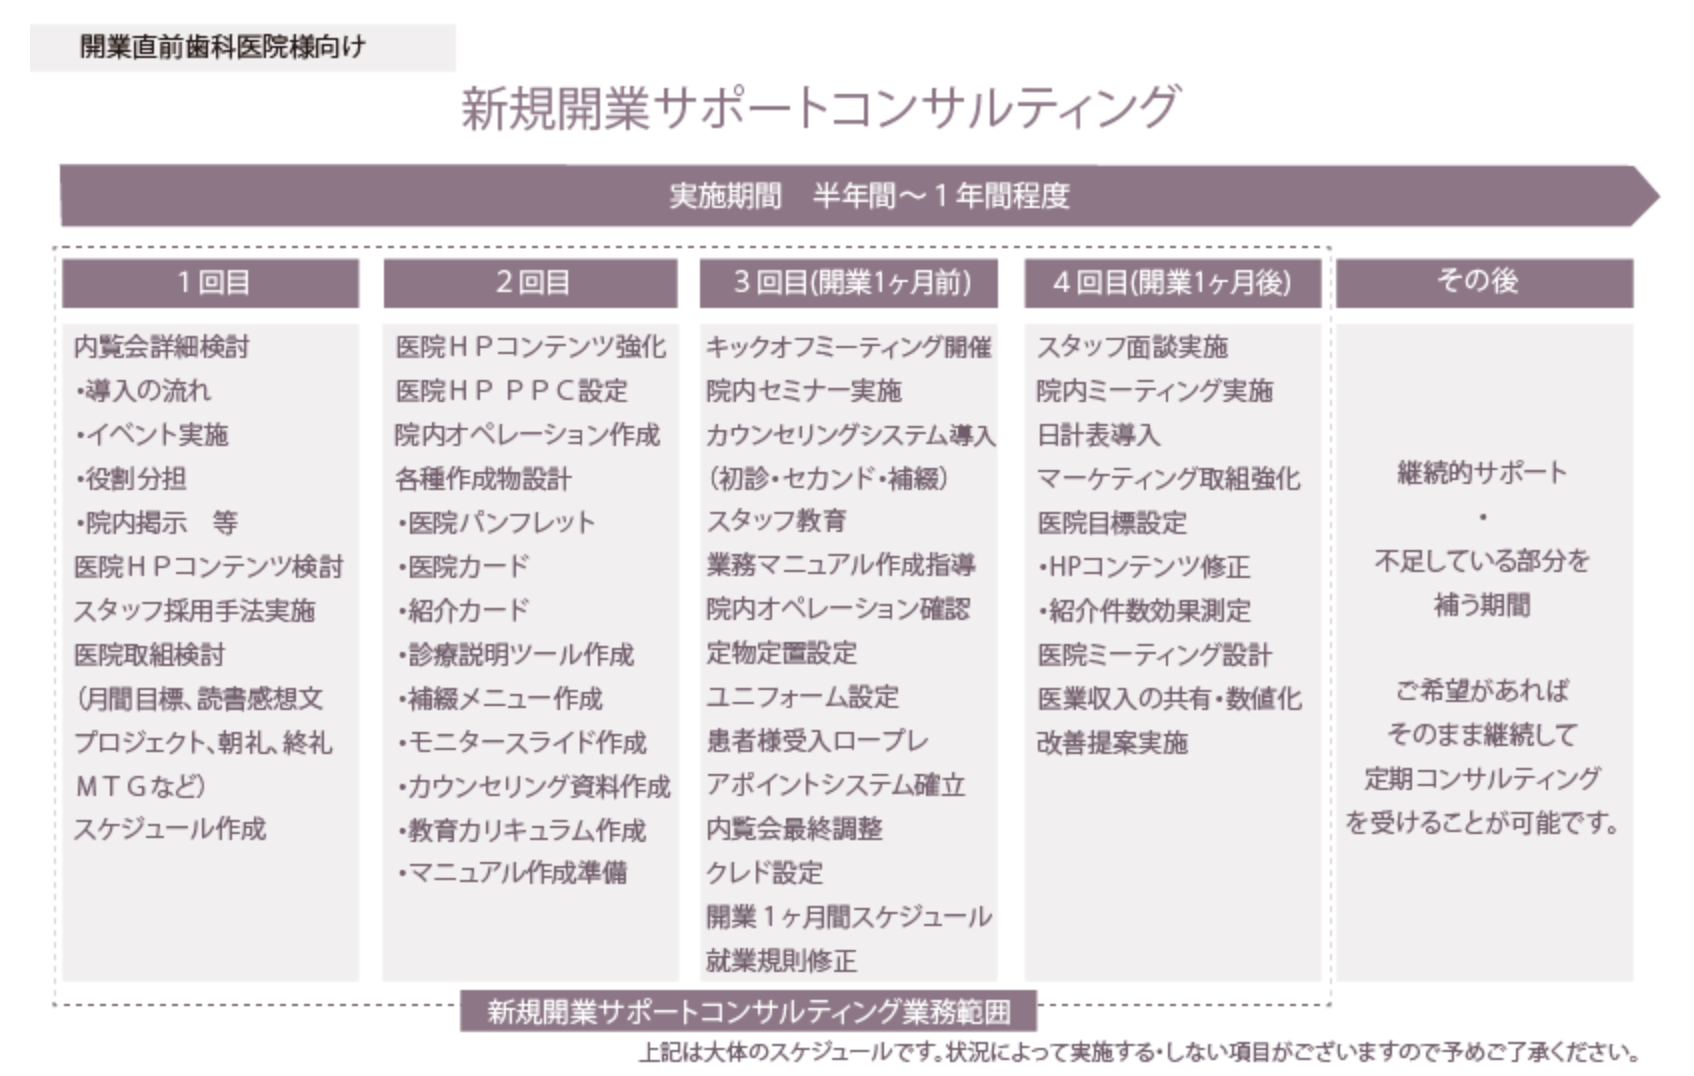 開業直前歯科医院様向け
新規開業サポートコンサルティング
実施期間　半年間～１年間程度
１回目
内覧会詳細検討
・導入の流れ
・イベント実施
・役割分担
・院内掲示　等
医院ＨＰコンテンツ検討
スタッフ採用手法実施
医院取組検討
（月間目標、読書感想文
プロジェクト、朝礼、終礼
ＭＴＧなど）
スケジュール作成
２回目
医院ＨＰコンテンツ強化
医院ＨＰ ＰＰＣ設定
院内オペレーション作成
各種作成物設計
・医院パンフレット
・医院カード
・紹介カード
・診療説明ツール作成
・補綴メニュー作成
・モニタースライド作成
・カウンセリング資料作成
・教育カリキュラム作成
・マニュアル作成準備
３回目(開業1ヶ月前)
キックオフミーティング開催
院内セミナー実施
カウンセリングシステム導入
（初診・セカンド・補綴）
スタッフ教育
業務マニュアル作成指導
院内オペレーション確認
定物定置設定
ユニフォーム設定
患者様受入ロープレ
アポイントシステム確立
内覧会最終調整
クレド設定
開業１ヶ月間スケジュール
就業規則修正
４回目(開業1ヶ月後)
スタッフ面談実施
院内ミーティング実施
日計表導入
マーケティング取組強化
医院目標設定
・HPコンテンツ修正
・紹介件数効果測定
医院ミーティング設計
医業収入の共有・数値化
改善提案実施
その後
継続的サポート
・
不足している部分を
補う期間
ご希望があれば
そのまま継続して
定期コンサルティング
を受けることが可能です。
新規開業サポートコンサルティング業務範囲
上記は大体のスケジュールです。状況によって実施する・しない項目がございますので予めご了承ください。